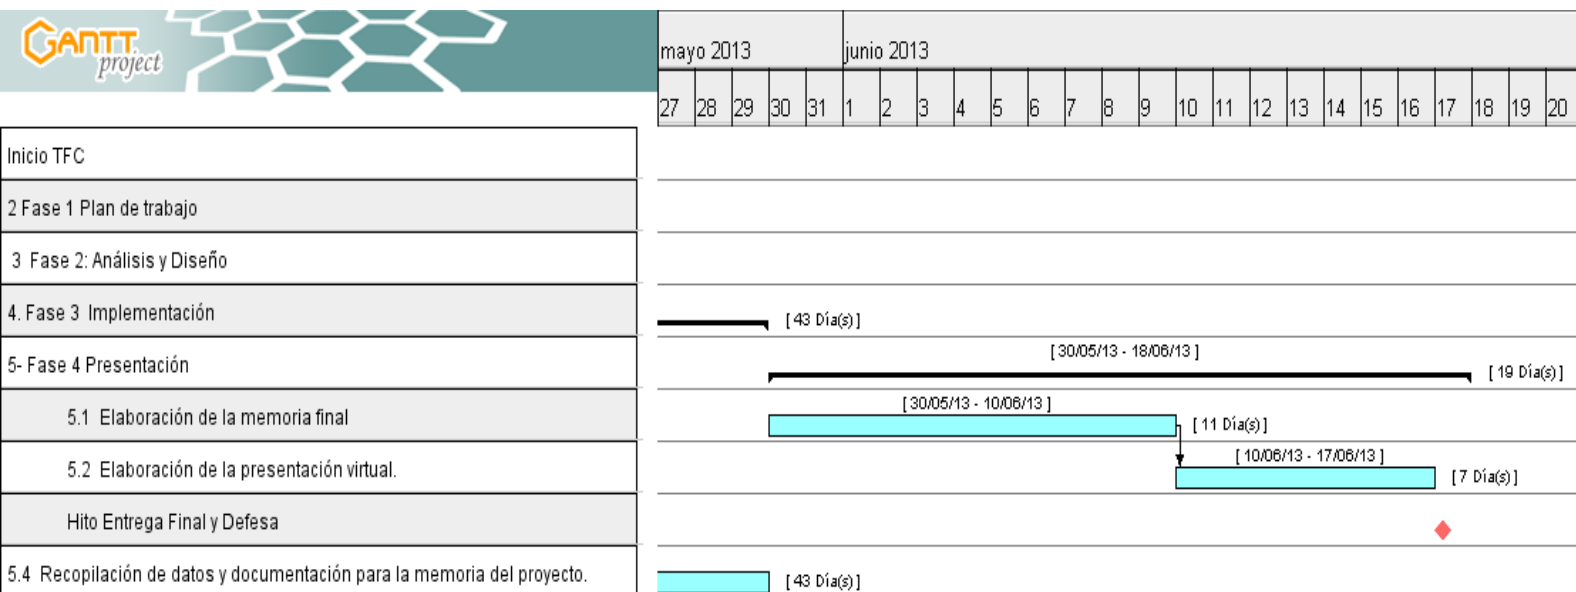 GANTT
project
mayo 2013
junio 2013
27 28 29 30 31 1 2 3 4 5 6 7 8 9 10 11 12 13 14 15 16 17 18 19 20
Inicio TFC
2 Fase 1 Plan de trabajo
3 Fase 2: Análisis y Diseño
4. Fase 3 Implementación
[ 43 Día(s) ]
5- Fase 4 Presentación
[ 30/05/13 - 18/06/13 ]
[ 19 Día(s) ]
5.1 Elaboración de la memoria final
[ 30/05/13 - 10/06/13 ]
[ 11 Día(s) ]
5.2 Elaboración de la presentación virtual.
[ 10/06/13 - 17/06/13 ]
[ 7 Día(s) ]
Hito Entrega Final y Defesa
5.4 Recopilación de datos y documentación para la memoria del proyecto.
[ 43 Día(s) ]